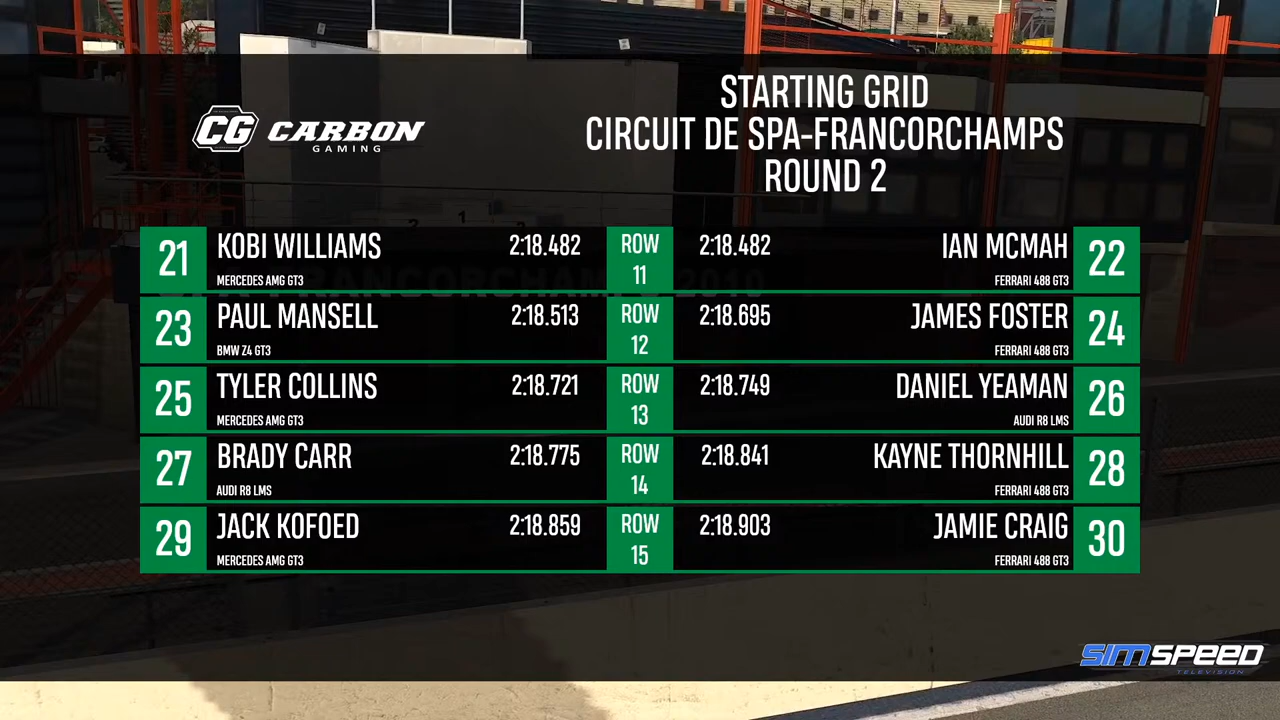 STARTING GRID
CIRCUIT DE SPA-FRANCORCHAMPS
ROUND 2
CG CARBON
GAMING
21 KOBI WILLIAMS 2:18.482 ROW 11 2:18.482 IAN MCMAH 22
MERCEDES AMG GT3 FERRARI 488 GT3
23 PAUL MANSELL 2:18.513 ROW 12 2:18.695 JAMES FOSTER 24
BMW Z4 GT3 FERRARI 488 GT3
25 TYLER COLLINS 2:18.721 ROW 13 2:18.749 DANIEL YEAMAN 26
MERCEDES AMG GT3 AUDI R8 LMS
27 BRADY CARR 2:18.775 ROW 14 2:18.841 KAYNE THORNHILL 28
AUDI R8 LMS FERRARI 488 GT3
29 JACK KOFOED 2:18.859 ROW 15 2:18.903 JAMIE CRAIG 30
MERCEDES AMG GT3 FERRARI 488 GT3
SIMSPEED
TELEVISION